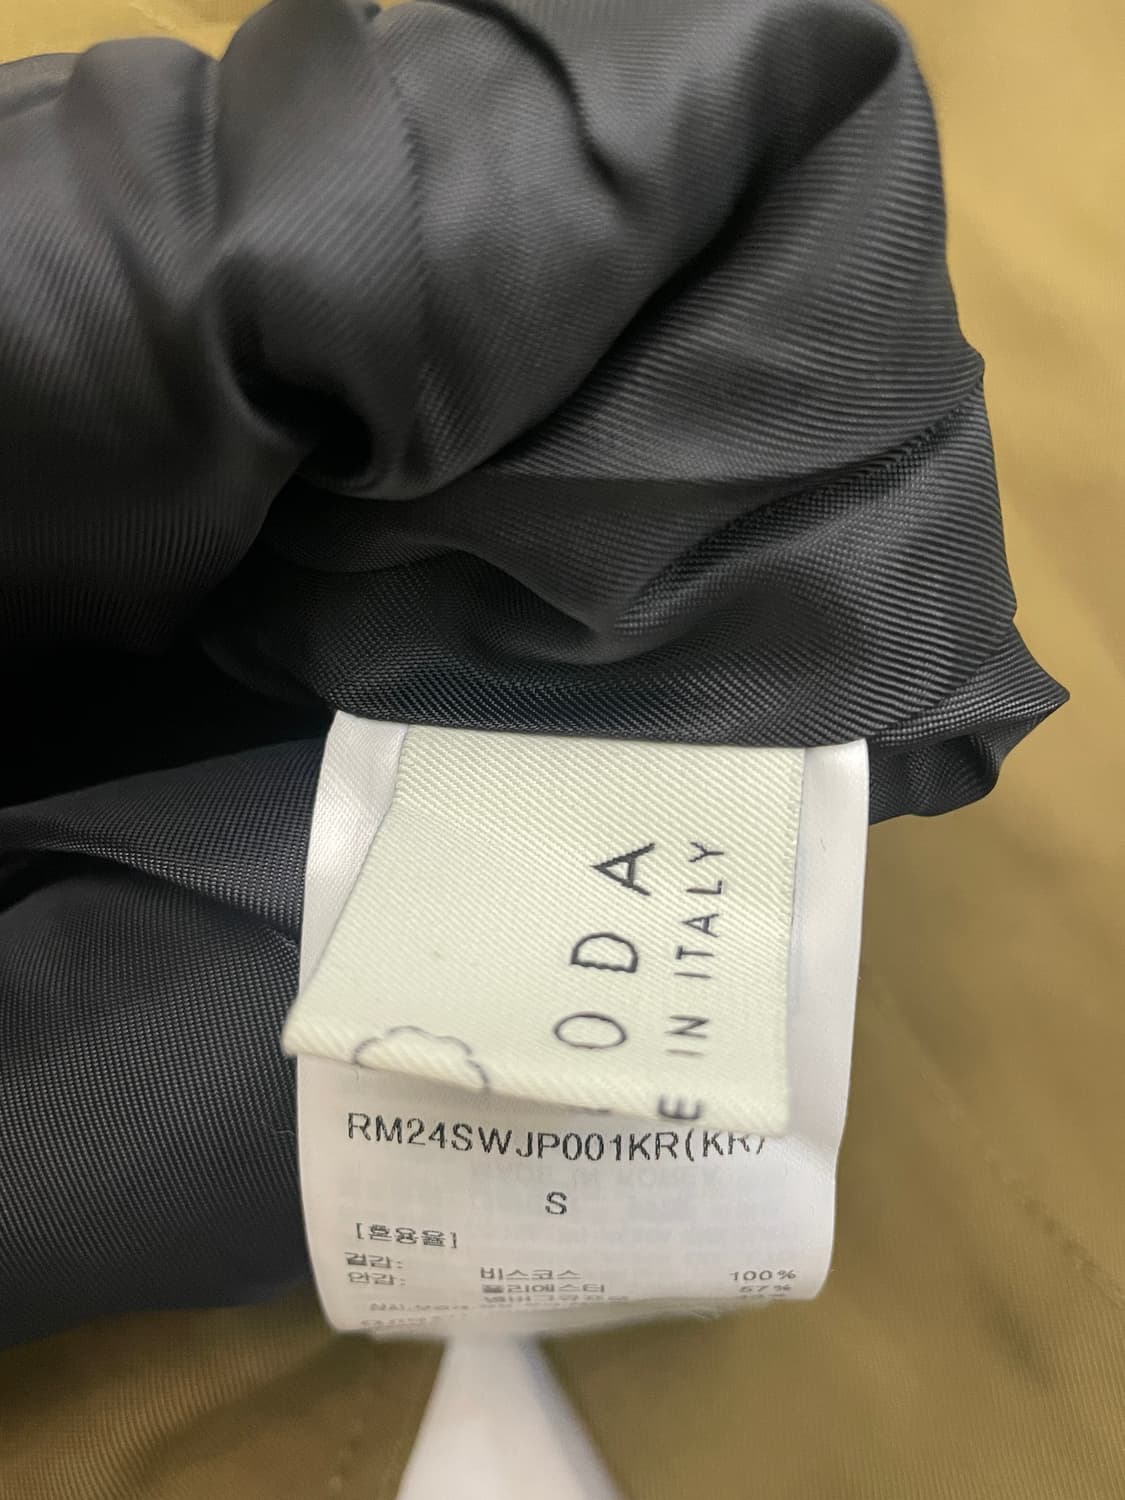 ODA
E IN ITALY
RM24SWJP001KR(KR)
S
[혼용율]
겉감:
비스코스 100%
안감:
폴리에스터 57%